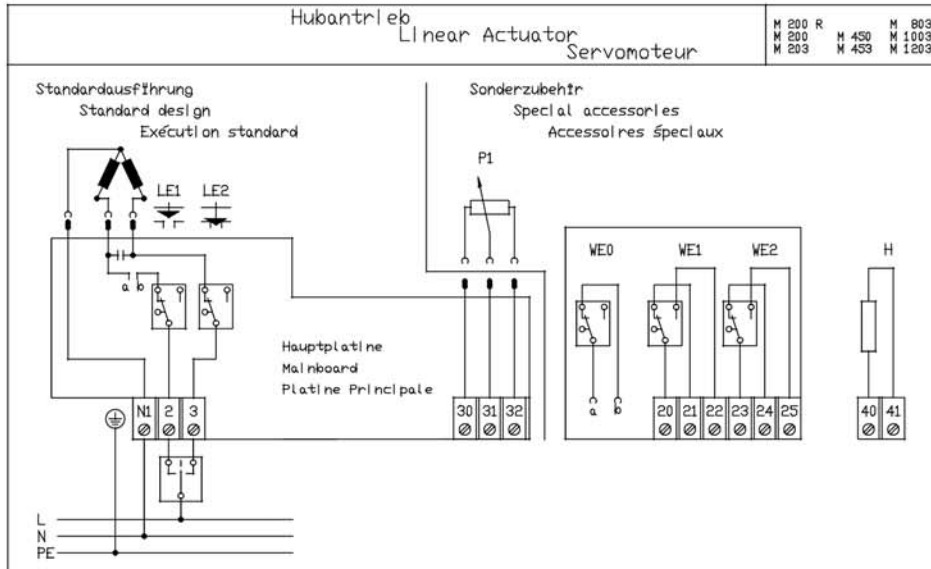 Hubantrieb
Linear Actuator
Servomoteur
M 200 R M 803
M 200 M 450 M 1003
M 203 M 453 M 1203
Standardausführung
Standard design
Exécution standard
Sonderzubehör
Special accessories
Accessoires spéciaux
P1
LE1 LE2
WE0 WE1 WE2 H
a b
Hauptplatine
Mainboard
Platine Principale
a b
N1 2 3
30 31 32
20 21 22 23 24 25
40 41
L
N
PE